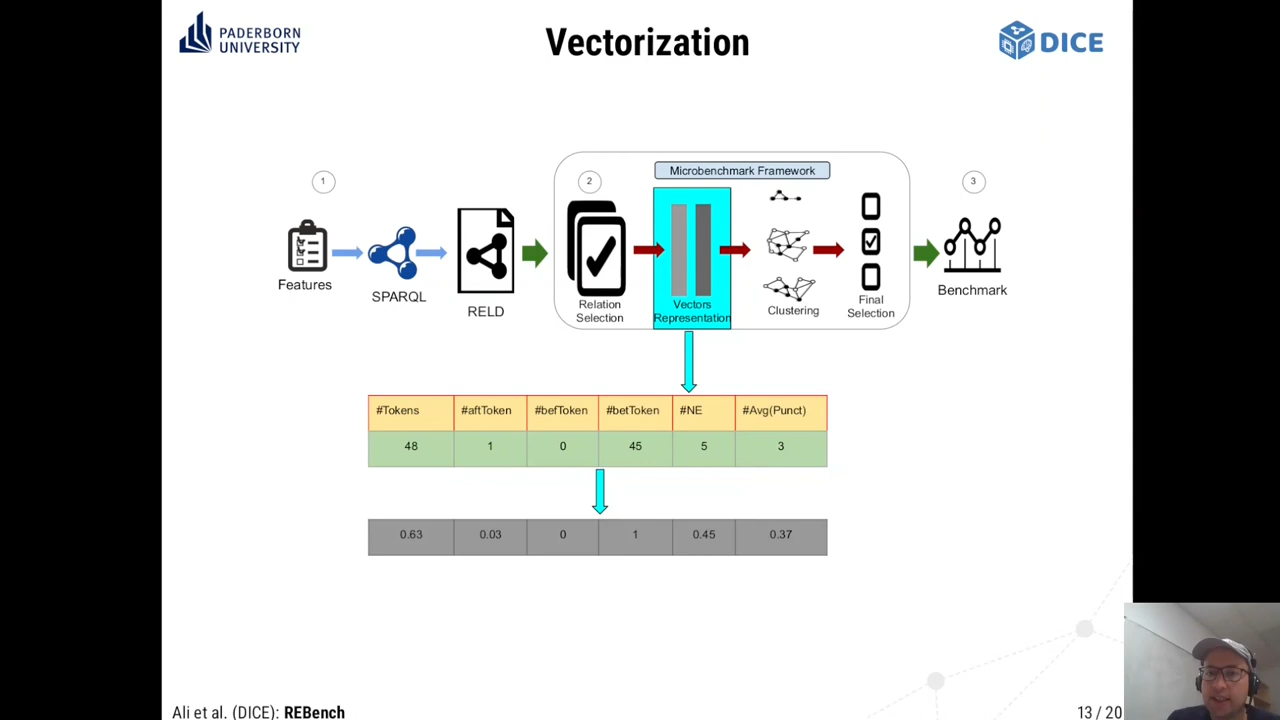 PADERBORN
UNIVERSITY
Vectorization
DICE
Microbenchmark Framework
1
2
3
Features
SPARQL
RELD
Relation
Selection
Vectors
Representation
Clustering
Final
Selection
Benchmark
#Tokens #aftToken #befToken #betToken #NE #Avg(Punct)
48 1 0 45 5 3
0.63 0.03 0 1 0.45 0.37
Ali et al. (DICE): REBench
13 / 20